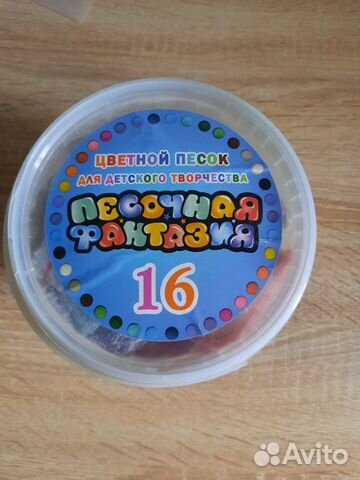 ЦВЕТНОЙ ПЕСОК
ДЛЯ ДЕТСКОГО ТВОРЧЕСТВА
ПЕСОЧНАЯ
ФАНТАЗИЯ
16
Avito